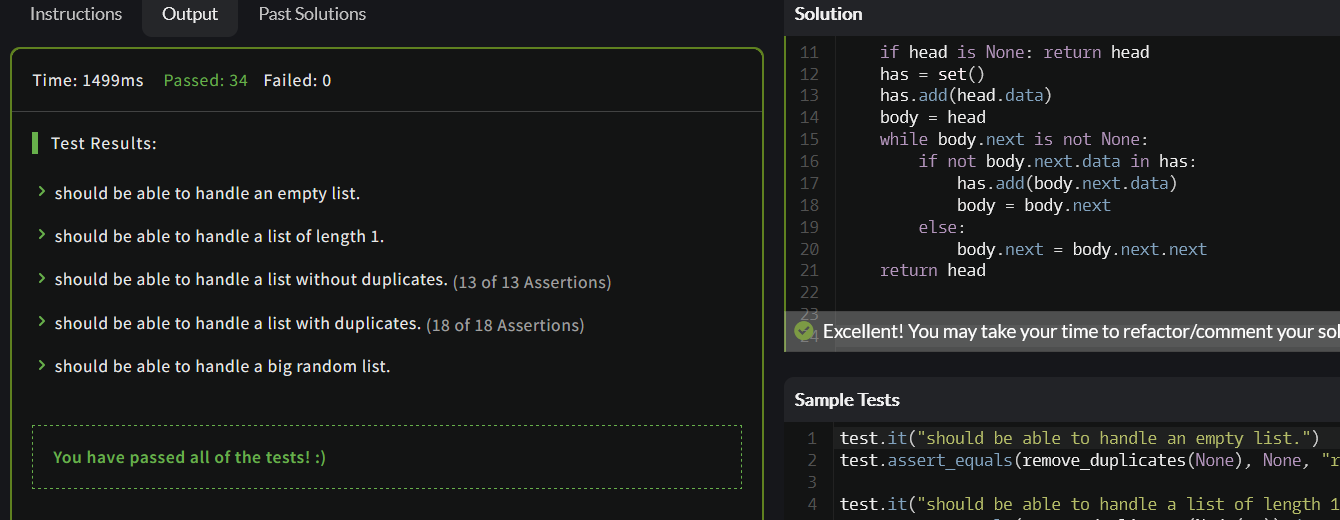 Instructions
Output
Past Solutions
Time: 1499ms Passed: 34 Failed: 0
Test Results:
should be able to handle an empty list.
should be able to handle a list of length 1.
should be able to handle a list without duplicates. (13 of 13 Assertions)
should be able to handle a list with duplicates. (18 of 18 Assertions)
should be able to handle a big random list.
You have passed all of the tests! :)
Solution
11 if head is None: return head
12 has = set()
13 has.add(head.data)
14 body = head
15 while body.next is not None:
16 if not body.next.data in has:
17 has.add(body.next.data)
18 body = body.next
19 else:
20 body.next = body.next.next
21 return head
22
23
24
Excellent! You may take your time to refactor/comment your sol
Sample Tests
1 test.it("should be able to handle an empty list.")
2 test.assert_equals(remove_duplicates(None), None, "r
3
4 test.it("should be able to handle a list of length 1